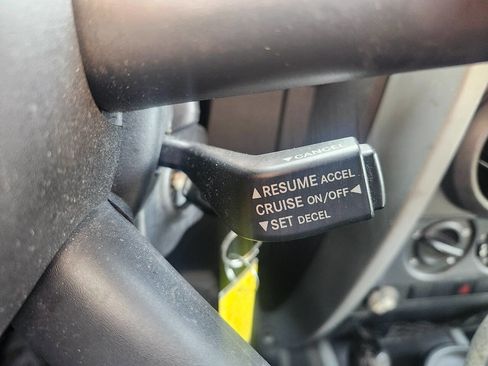 ▼CANCEL
▲RESUME ACCEL
CRUISE ON/OFF◄
▼SET DECEL